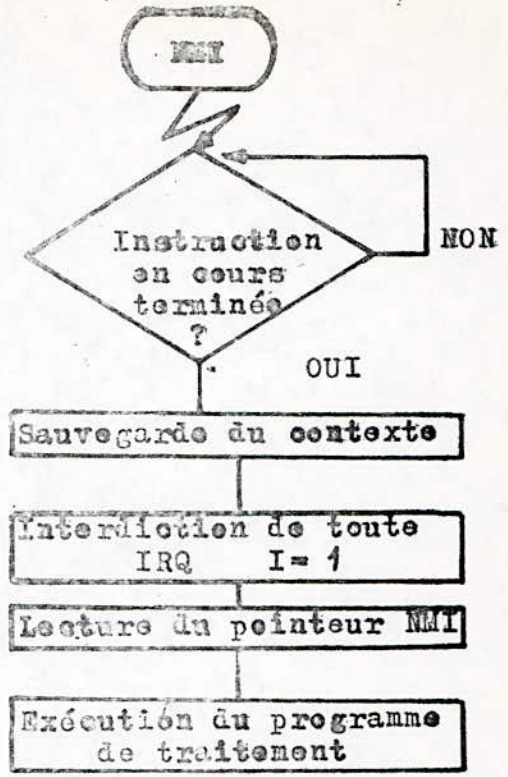 NMI
Instruction
en cours
terminée
?
NON
OUI
Sauvegarde du contexte
Interdiction de toute
IRQ I= 1
Lecture du pointeur NMI
Exécution du programme
de traitement